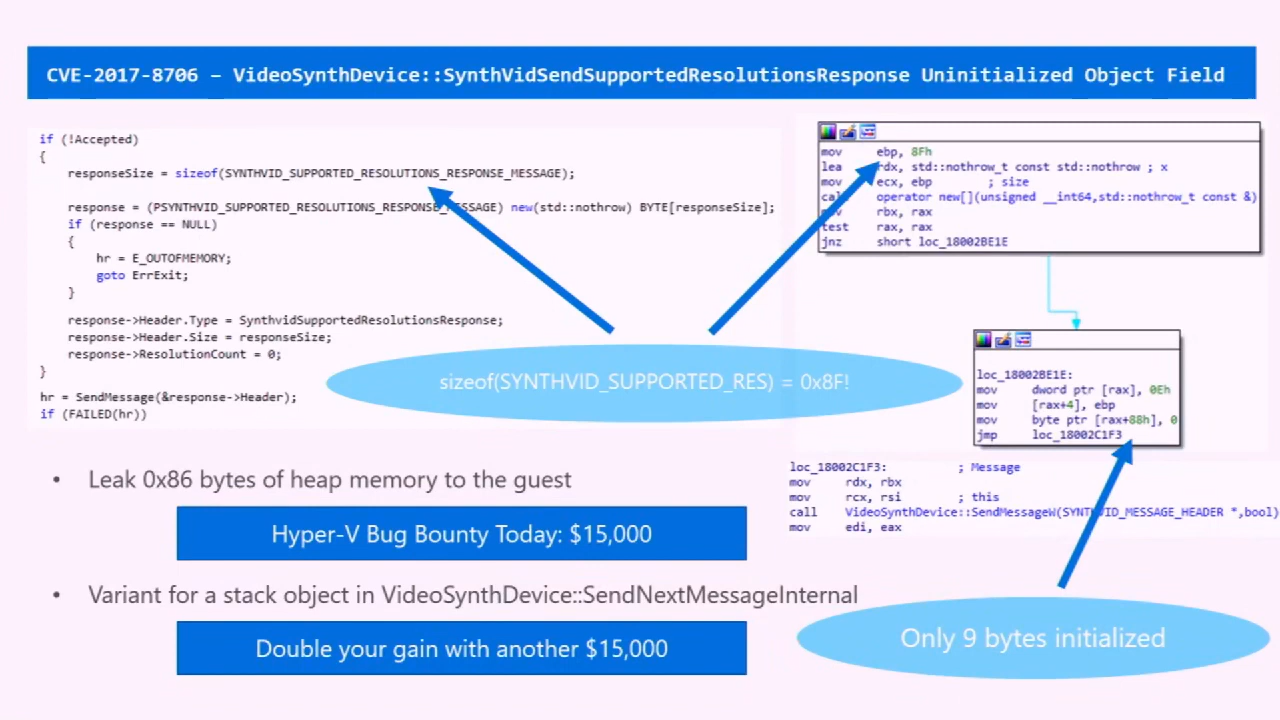 CVE-2017-8706 – VideoSynthDevice::SynthVidSendSupportedResolutionsResponse Uninitialized Object Field
if (!Accepted)
{
responseSize = sizeof(SYNTHVID_SUPPORTED_RESOLUTIONS_RESPONSE_MESSAGE);
response = (PSYNTHVID_SUPPORTED_RESOLUTIONS_RESPONSE_MESSAGE) new(std::nothrow) BYTE[responseSize];
if (response == NULL)
{
hr = E_OUTOFMEMORY;
goto ErrExit;
}
response->Header.Type = SynthvidSupportedResolutionsResponse;
response->Header.Size = responseSize;
response->ResolutionCount = 0;
}
hr = SendMessage(&response->Header);
if (FAILED(hr))
mov ebp, 8Fh
lea rdx, std::nothrow_t const std::nothrow ; x
mov ecx, ebp ; size
call operator new[](unsigned __int64,std::nothrow_t const &)
mov rbx, rax
test rax, rax
jnz short loc_18002BE1E
sizeof(SYNTHVID_SUPPORTED_RES) = 0x8F!
loc_18002BE1E:
mov dword ptr [rax], 0Eh
mov [rax+4], ebp
mov byte ptr [rax+88h], 0
jmp loc_18002C1F3
loc_18002C1F3: ; Message
mov rdx, rbx
mov rcx, rsi ; this
call VideoSynthDevice::SendMessageW(SYNTHVID_MESSAGE_HEADER *,bool)
mov edi, eax
• Leak 0x86 bytes of heap memory to the guest
Hyper-V Bug Bounty Today: $15,000
• Variant for a stack object in VideoSynthDevice::SendNextMessageInternal
Double your gain with another $15,000
Only 9 bytes initialized